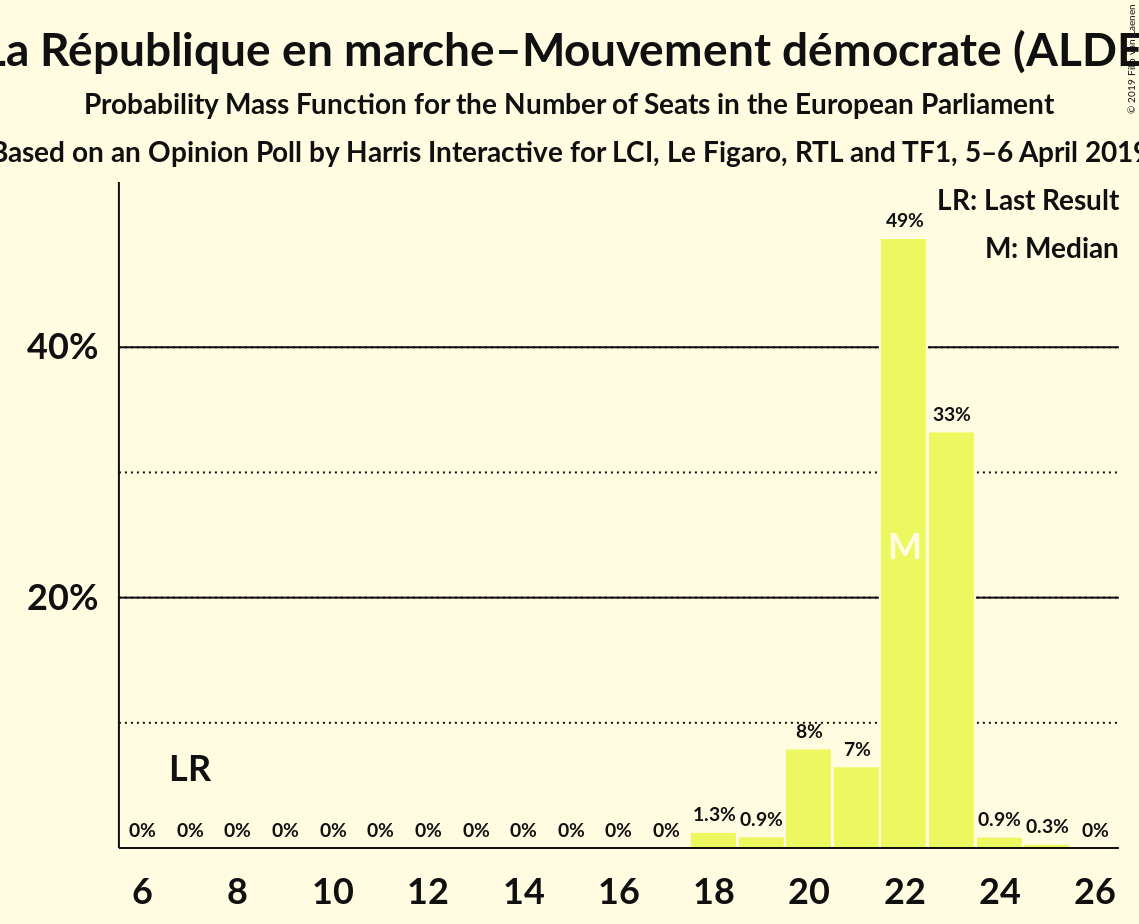 La République en marche–Mouvement démocrate (ALDE
Probability Mass Function for the Number of Seats in the European Parliament
Based on an Opinion Poll by Harris Interactive for LCI, Le Figaro, RTL and TF1, 5–6 April 2019
© 2019
LR: Last Result
M: Median
49%
40%
33%
M
20%
8%
7%
LR
0% 0% 0% 0% 0% 0% 0% 0% 0% 0% 0% 0% 1.3% 0.9% 0.9% 0.3% 0%
6 8 10 12 14 16 18 20 22 24 26